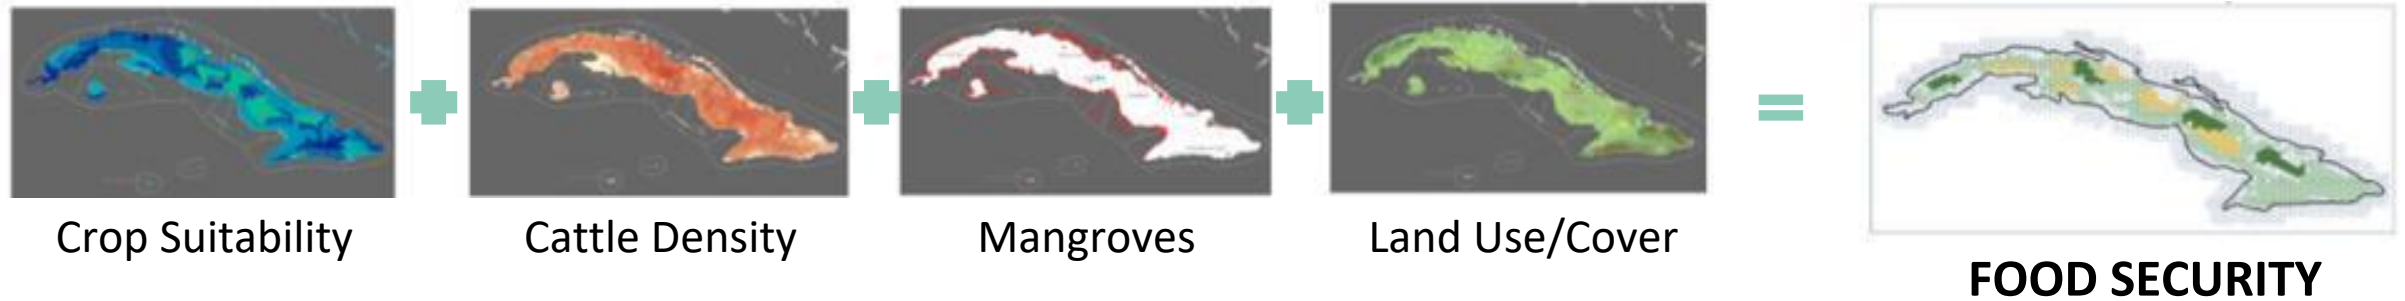 Crop Suitability
Cattle Density
Mangroves
Land Use/Cover
FOOD SECURITY